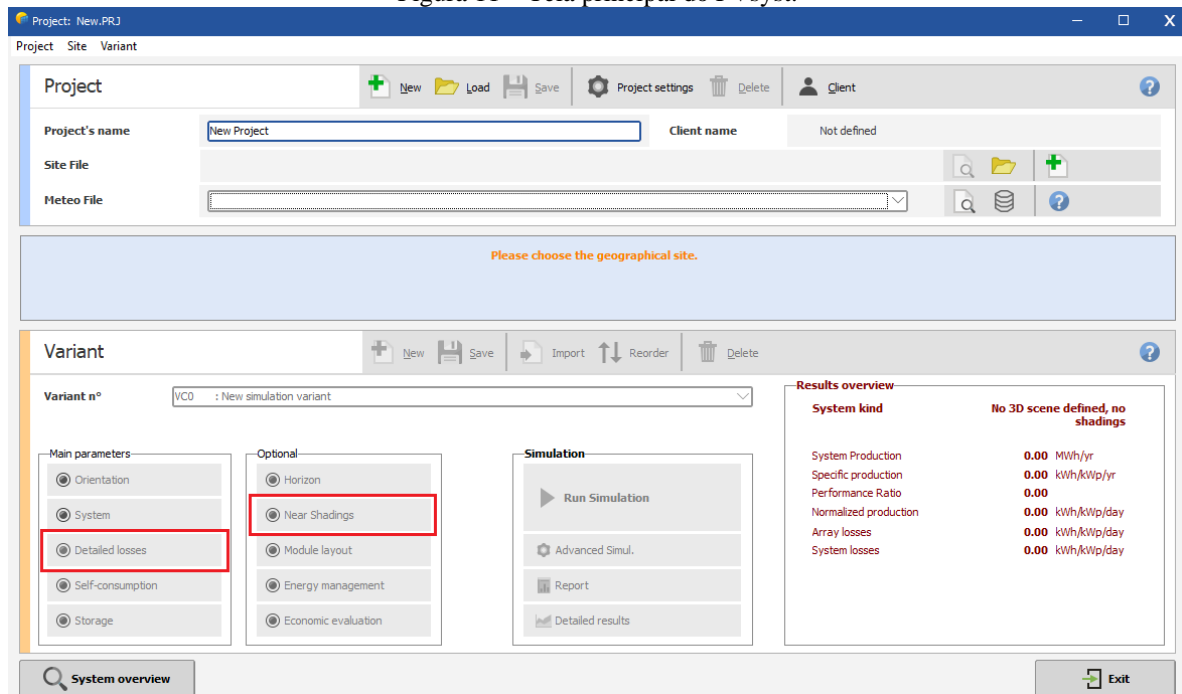 Figura 11 – Tela principal do PVsyst.
Project: New.PRJ
Project Site Variant
Project
New Load Save Project settings Delete Client
Project's name New Project Client name Not defined
Site File
Meteo File
Please choose the geographical site.
Variant
New Save Import Reorder Delete
Variant n° VC0 : New simulation variant
Main parameters
Orientation
System
Detailed losses
Self-consumption
Storage
Optional
Horizon
Near Shadings
Module layout
Energy management
Economic evaluation
Simulation
Run Simulation
Advanced Simul.
Report
Detailed results
Results overview
System kind No 3D scene defined, no
shadings
System Production 0.00 MWh/yr
Specific production 0.00 kWh/kWp/yr
Performance Ratio 0.00
Normalized production 0.00 kWh/kWp/day
Array losses 0.00 kWh/kWp/day
System losses 0.00 kWh/kWp/day
System overview
Exit